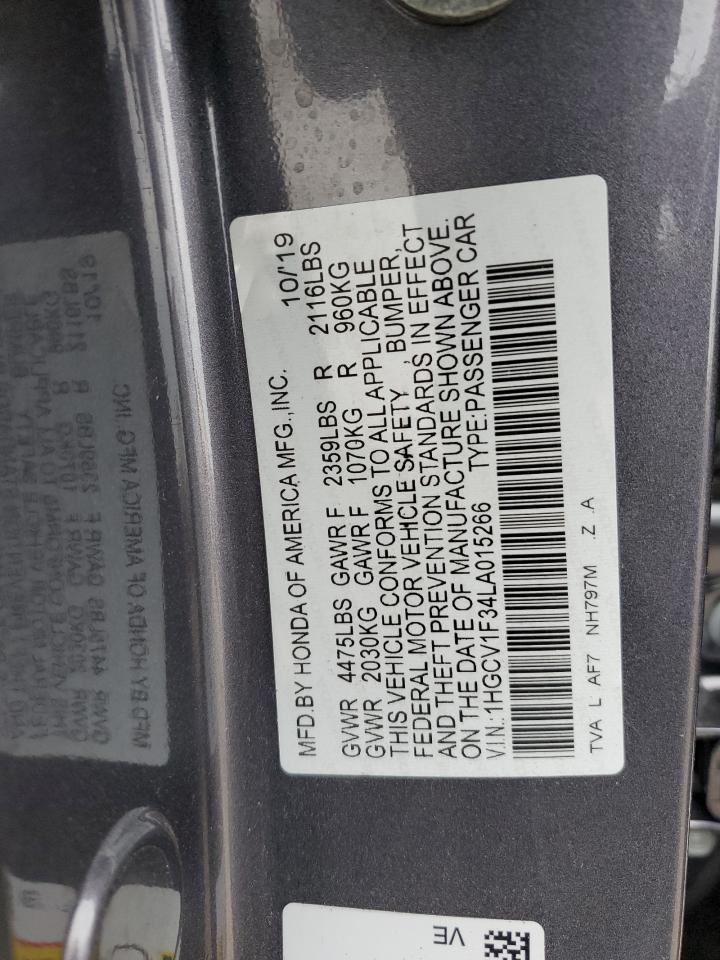 MFD.BY HONDA OF AMERICA MFG.,INC. 10/19
GVWR 4475LBS GAWR F 2359LBS R 2116LBS
GVWR 2030KG GAWR F 1070KG R 960KG
THIS VEHICLE CONFORMS TO ALL APPLICABLE
FEDERAL MOTOR VEHICLE SAFETY , BUMPER,
AND THEFT PREVENTION STANDARDS IN EFFECT
ON THE DATE OF MANUFACTURE SHOWN ABOVE.
V.I.N.:1HGCV1F34LA015266 TYPE:PASSENGER CAR
TVA L AF7 NH797M .Z .A
VE